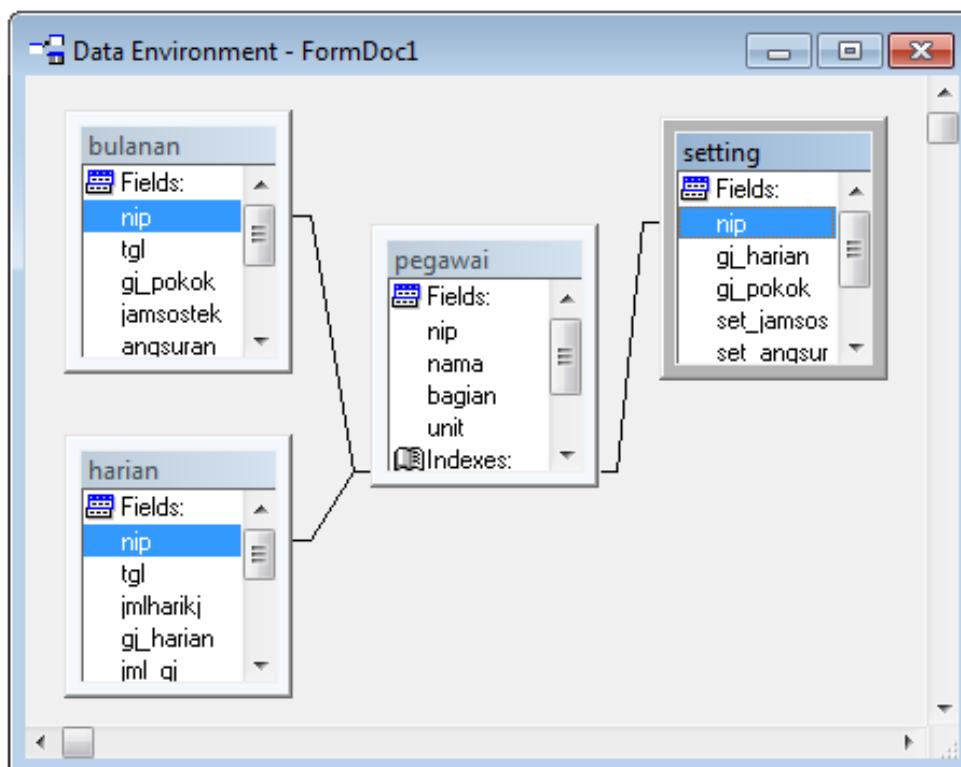 Data Environment - FormDoc1
bulanan
Fields:
nip
tgl
gj_pokok
jamsostek
angsuran
harian
Fields:
nip
tgl
jmlharikj
gj_harian
jml_gj
pegawai
Fields:
nip
nama
bagian
unit
Indexes:
setting
Fields:
nip
gj_harian
gj_pokok
set_jamsos
set_angsur